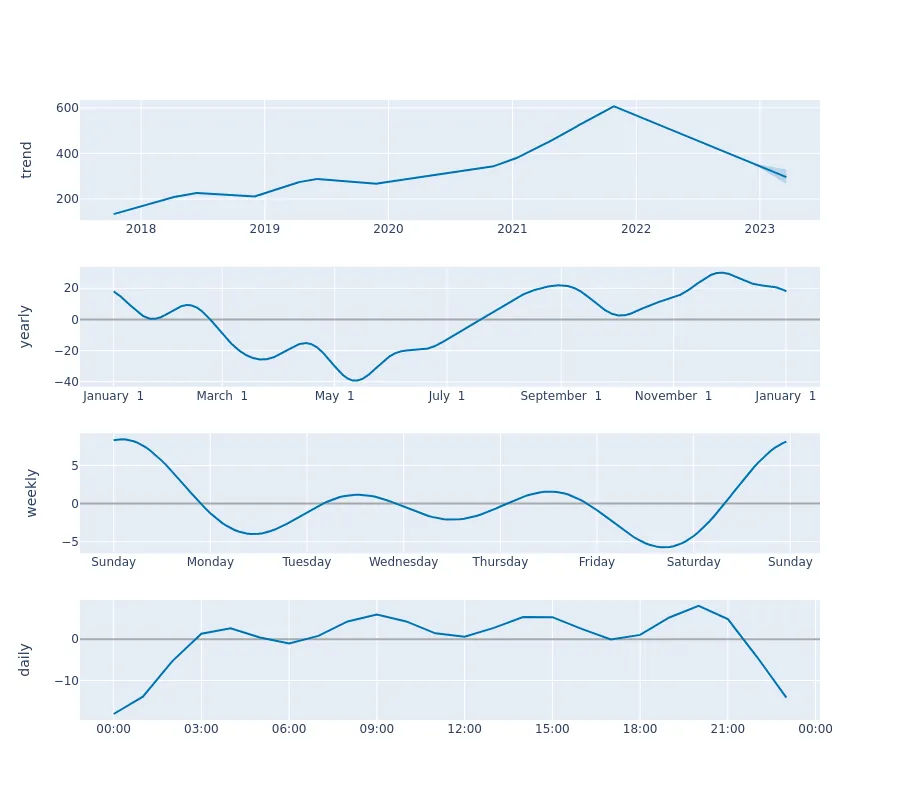 trend
600
400
200
2018 2019 2020 2021 2022 2023
yearly
20
0
−20
−40
January 1 March 1 May 1 July 1 September 1 November 1 January 1
weekly
5
0
−5
Sunday Monday Tuesday Wednesday Thursday Friday Saturday Sunday
daily
0
−10
00:00 03:00 06:00 09:00 12:00 15:00 18:00 21:00 00:00